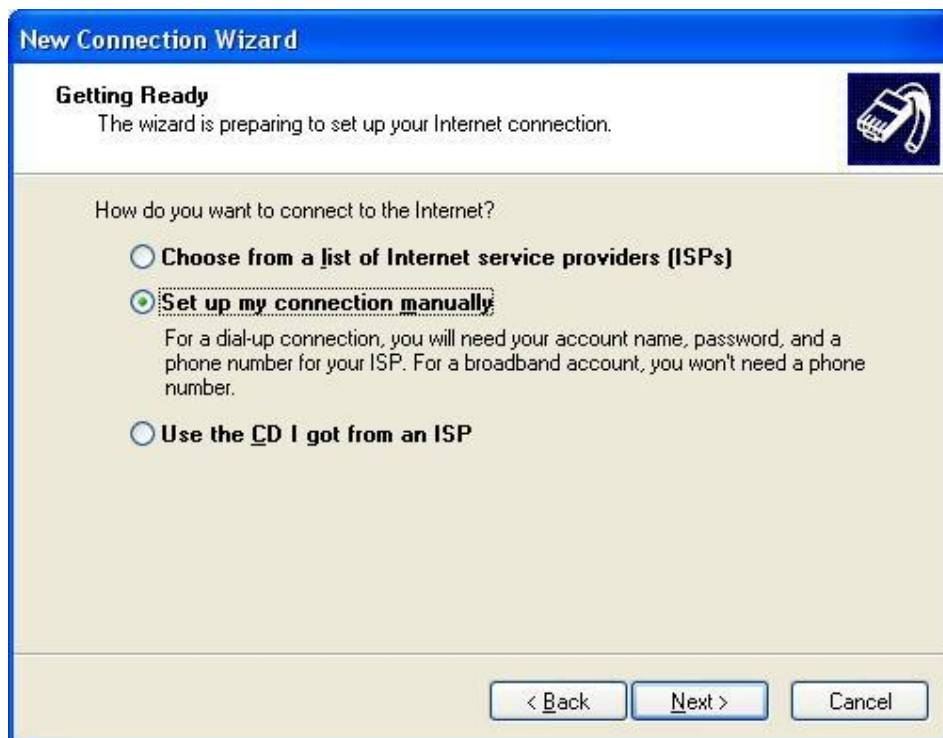 New Connection Wizard
Getting Ready
The wizard is preparing to set up your Internet connection.
How do you want to connect to the Internet?
Choose from a list of Internet service providers (ISPs)
Set up my connection manually
For a dial-up connection, you will need your account name, password, and a
phone number for your ISP. For a broadband account, you won't need a phone
number.
Use the CD I got from an ISP
< Back Next > Cancel